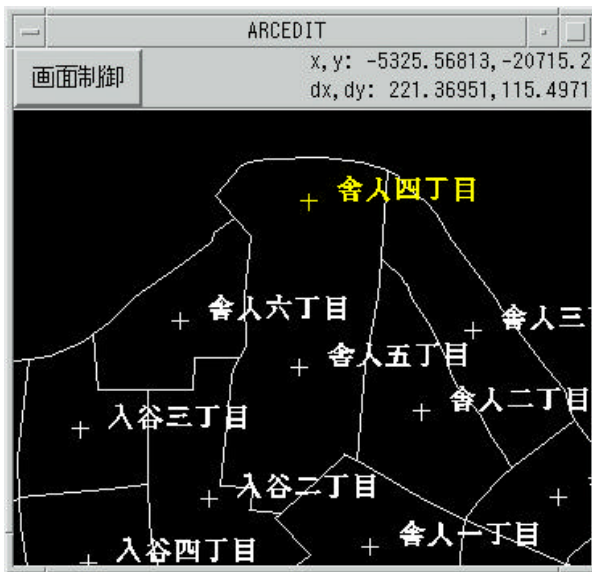 ARCEDIT
画面制御
x,y: -5325.56813,-20715.2
dx,dy: 221.36951,115.4971
舎人四丁目
舎人六丁目
舎人三
舎人五丁目
舎人二丁目
入谷三丁目
入谷二丁目
舎人一丁目
入谷四丁目